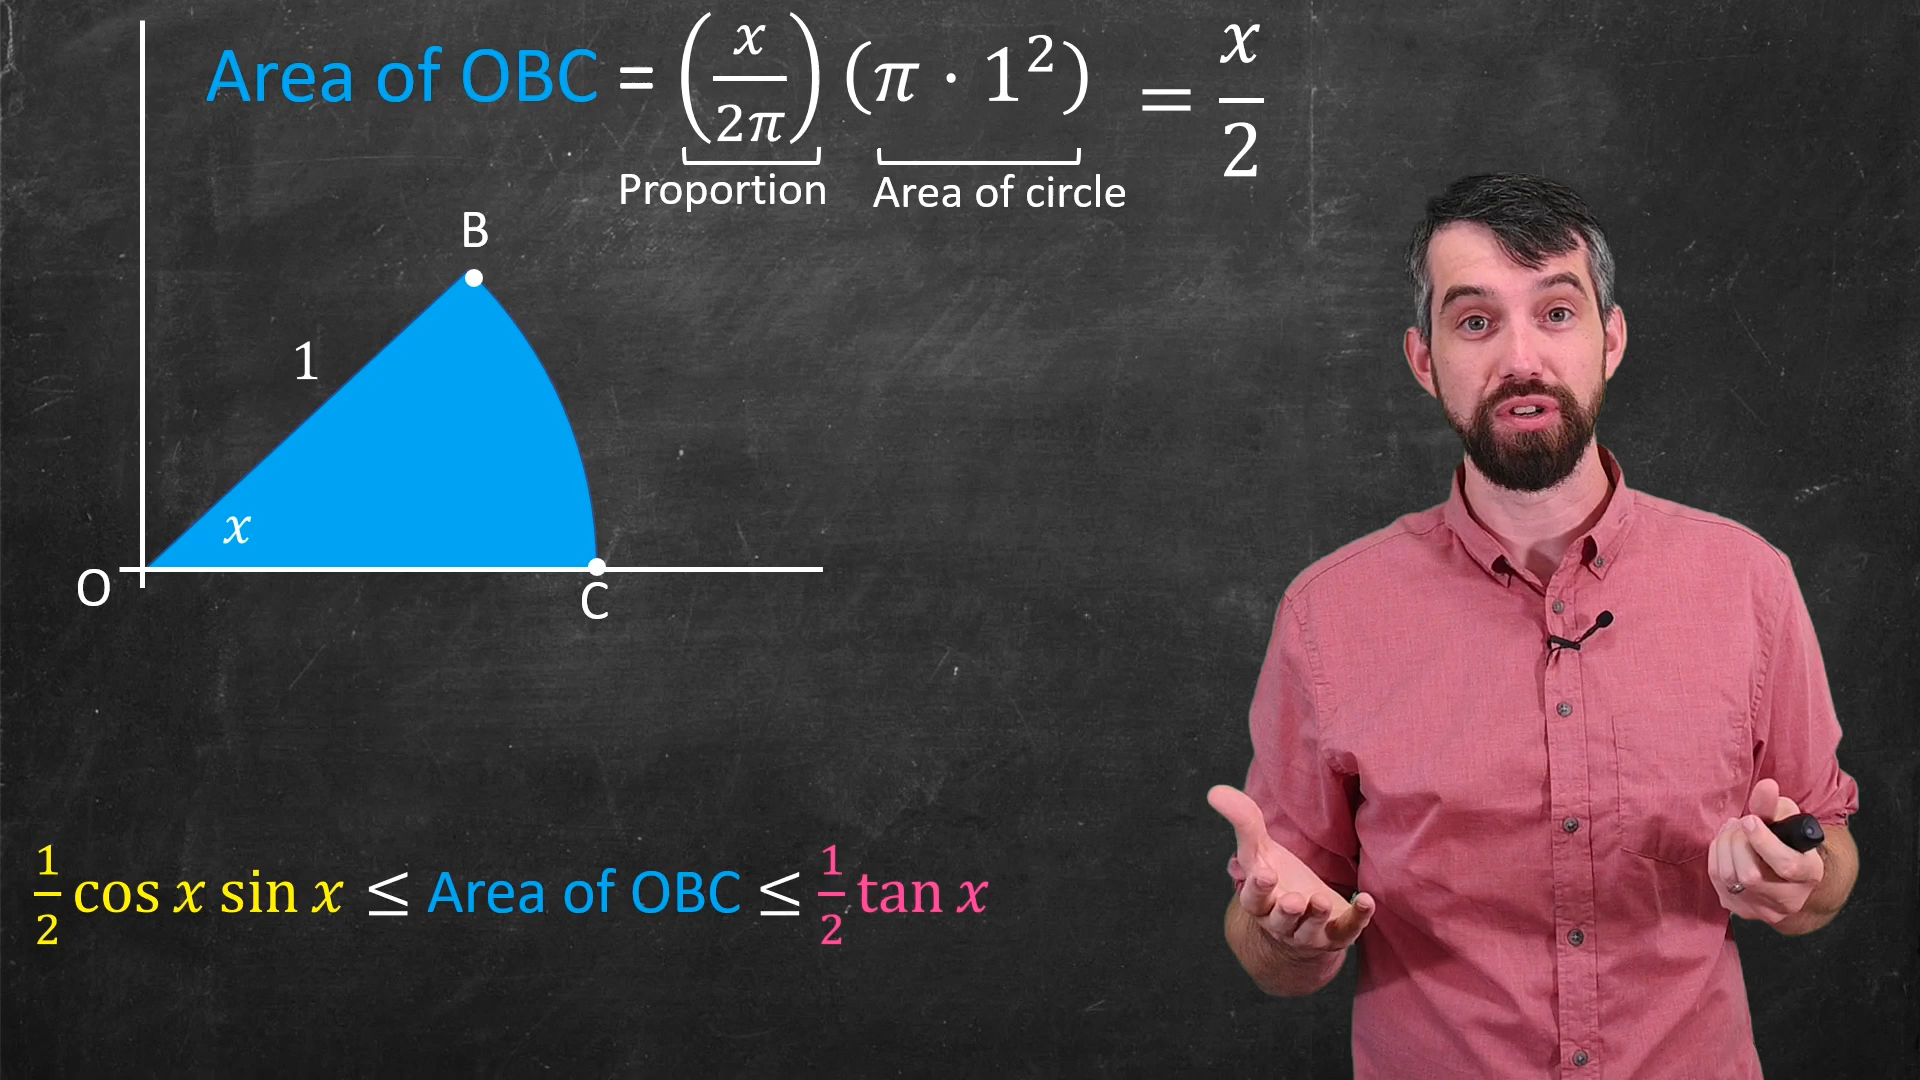 Area of OBC = (x/2π) (π · 1²) = x/2
Proportion
Area of circle
B
1
x
O
C
1/2 cos x sin x ≤ Area of OBC ≤ 1/2 tan x